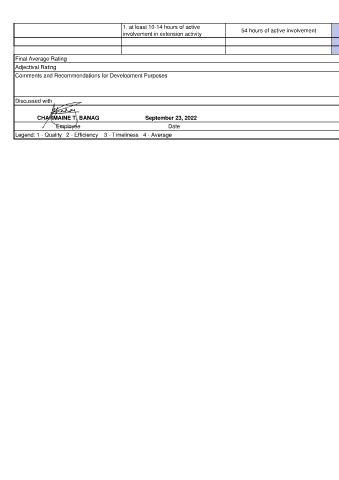 1. at least 10-14 hours of active
involvement in extension activity
54 hours of active involvement
Final Average Rating
Adjectival Rating
Comments and Recommendations for Development Purposes
Discussed with
CHARMAINE T. BANAG September 23, 2022
Employee Date
Legend: 1 - Quality 2 - Efficiency 3 - Timeliness 4 - Average